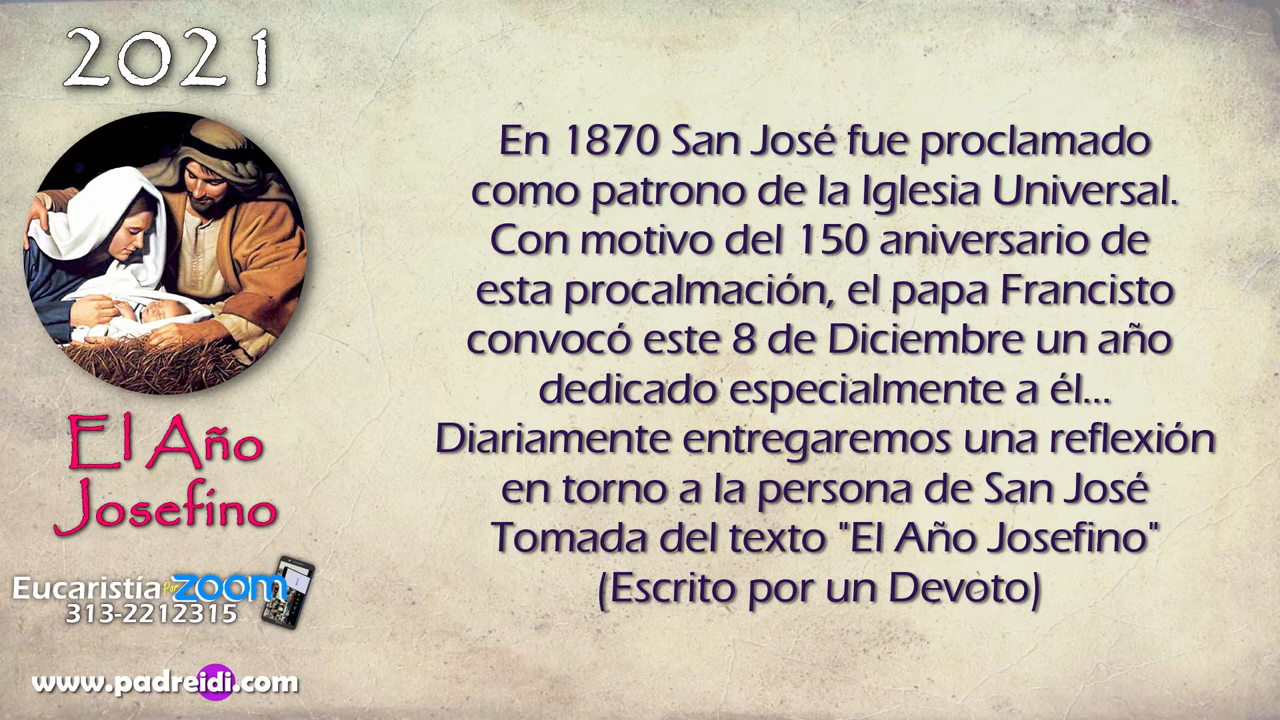 2021
El Año
Josefino
Eucaristía Por zoom
313-2212315
www.padreidi.com
En 1870 San José fue proclamado
como patrono de la Iglesia Universal.
Con motivo del 150 aniversario de
esta procalmación, el papa Francisto
convocó este 8 de Diciembre un año
dedicado especialmente a él...
Diariamente entregaremos una reflexión
en torno a la persona de San José
Tomada del texto "El Año Josefino"
(Escrito por un Devoto)